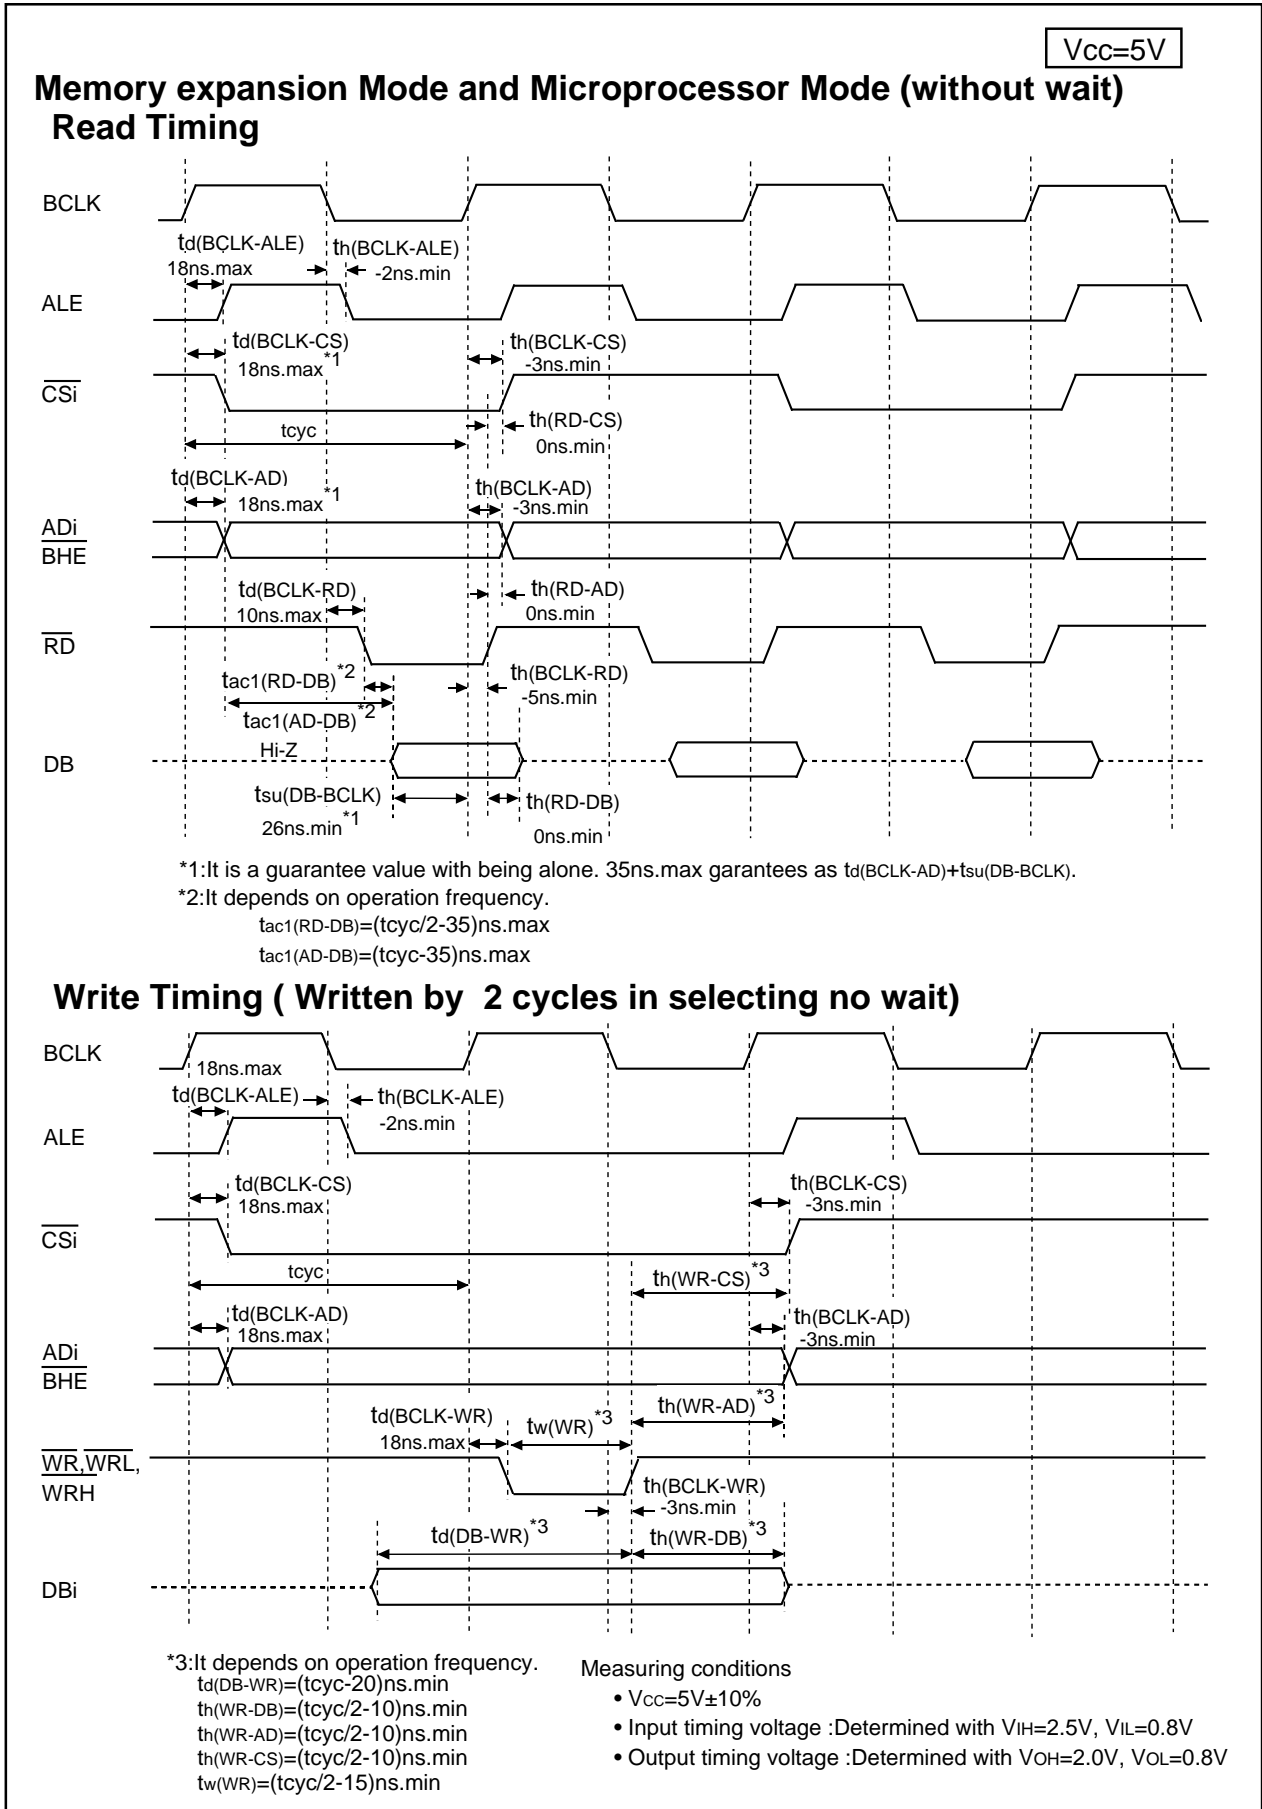 Vcc=5V
Memory expansion Mode and Microprocessor Mode (without wait)
Read Timing
BCLK
td(BCLK-ALE)
18ns.max
th(BCLK-ALE)
-2ns.min
ALE
td(BCLK-CS)
18ns.max*1
th(BCLK-CS)
-3ns.min
CSi
tcyc
th(RD-CS)
0ns.min
td(BCLK-AD)
18ns.max*1
th(BCLK-AD)
-3ns.min
ADi
BHE
td(BCLK-RD)
10ns.max
th(RD-AD)
0ns.min
RD
tac1(RD-DB)*2
th(BCLK-RD)
-5ns.min
tac1(AD-DB)*2
Hi-Z
DB
tsu(DB-BCLK)
26ns.min*1
th(RD-DB)
0ns.min
*1:It is a guarantee value with being alone. 35ns.max garantees as td(BCLK-AD)+tsu(DB-BCLK).
*2:It depends on operation frequency.
tac1(RD-DB)=(tcyc/2-35)ns.max
tac1(AD-DB)=(tcyc-35)ns.max
Write Timing ( Written by 2 cycles in selecting no wait)
BCLK
18ns.max
td(BCLK-ALE)
th(BCLK-ALE)
-2ns.min
ALE
td(BCLK-CS)
18ns.max
th(BCLK-CS)
-3ns.min
CSi
tcyc
th(WR-CS)*3
td(BCLK-AD)
18ns.max
th(BCLK-AD)
-3ns.min
ADi
BHE
td(BCLK-WR)
18ns.max
tw(WR)*3
th(WR-AD)*3
WR,WRL,
WRH
th(BCLK-WR)
-3ns.min
td(DB-WR)*3
th(WR-DB)*3
DBi
*3:It depends on operation frequency.
td(DB-WR)=(tcyc-20)ns.min
th(WR-DB)=(tcyc/2-10)ns.min
th(WR-AD)=(tcyc/2-10)ns.min
th(WR-CS)=(tcyc/2-10)ns.min
tw(WR)=(tcyc/2-15)ns.min
Measuring conditions
• VCC=5V±10%
• Input timing voltage :Determined with VIH=2.5V, VIL=0.8V
• Output timing voltage :Determined with VOH=2.0V, VOL=0.8V